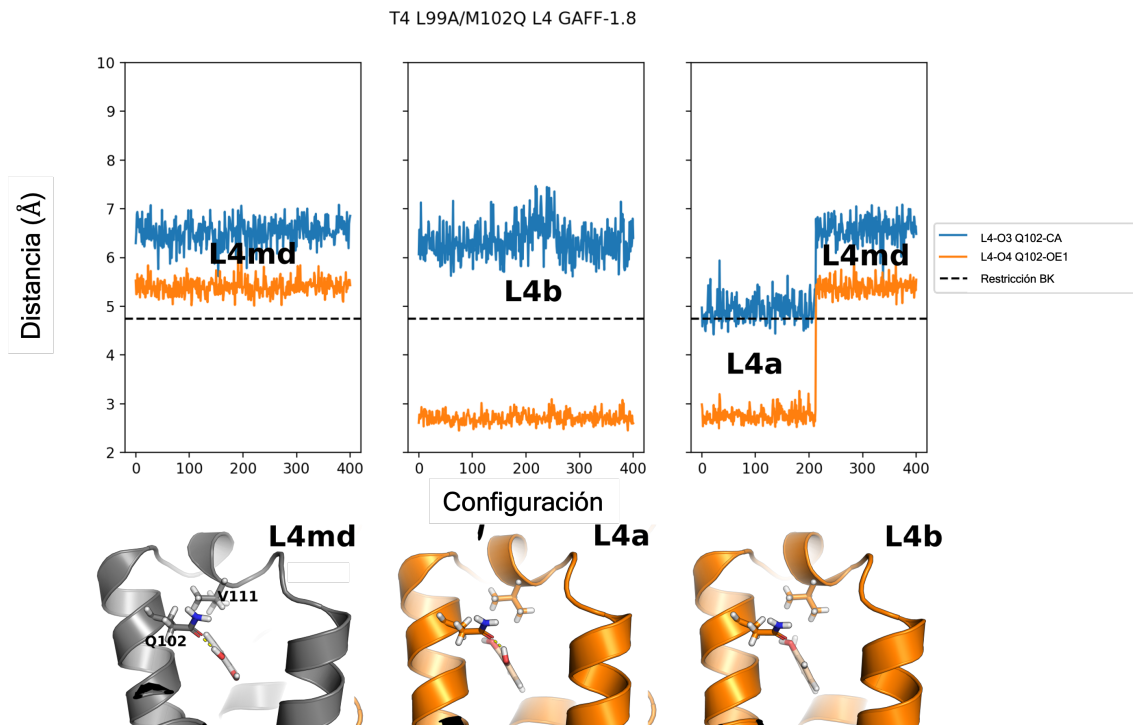 T4 L99A/M102Q L4 GAFF-1.8
Distancia (Å)
10
9
8
7
6
5
4
3
2
L4md
L4b
L4a
L4md
L4-O3 Q102-CA
L4-O4 Q102-OE1
Restricción BK
0 100 200 300 400
0 100 200 300 400
0 100 200 300 400
Configuración
L4md
L4a
L4b
V111
Q102